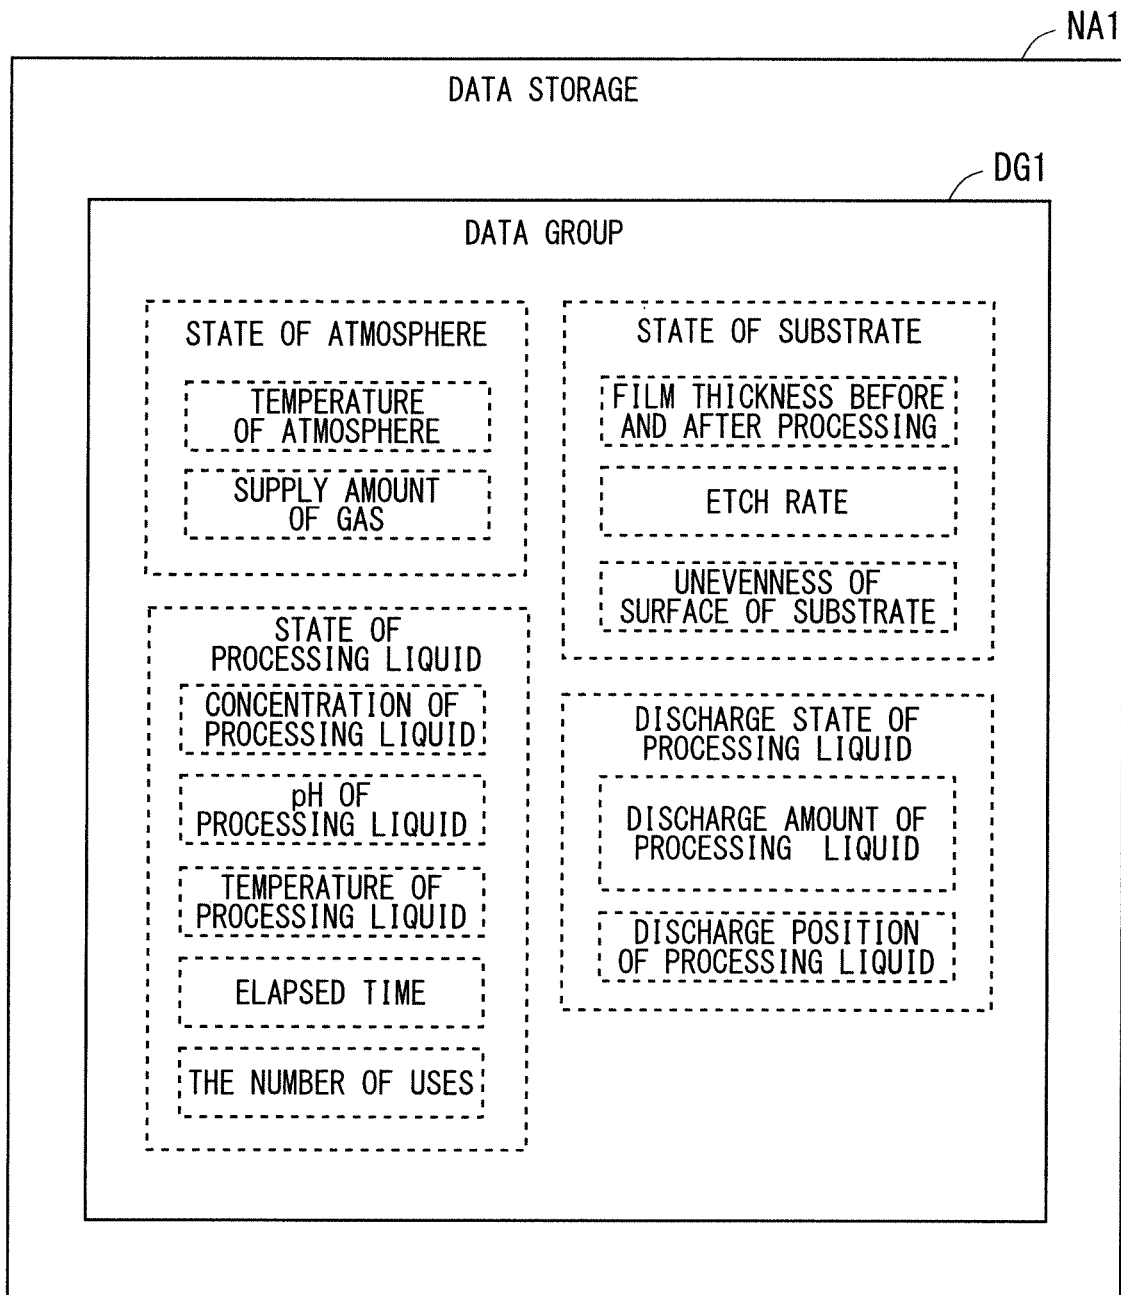 NA1
DATA STORAGE
DG1
DATA GROUP
STATE OF ATMOSPHERE
TEMPERATURE
OF ATMOSPHERE
SUPPLY AMOUNT
OF GAS
STATE OF
PROCESSING LIQUID
CONCENTRATION OF
PROCESSING LIQUID
pH OF
PROCESSING LIQUID
TEMPERATURE OF
PROCESSING LIQUID
ELAPSED TIME
THE NUMBER OF USES
STATE OF SUBSTRATE
FILM THICKNESS BEFORE
AND AFTER PROCESSING
ETCH RATE
UNEVENNESS OF
SURFACE OF SUBSTRATE
DISCHARGE STATE OF
PROCESSING LIQUID
DISCHARGE AMOUNT OF
PROCESSING LIQUID
DISCHARGE POSITION
OF PROCESSING LIQUID